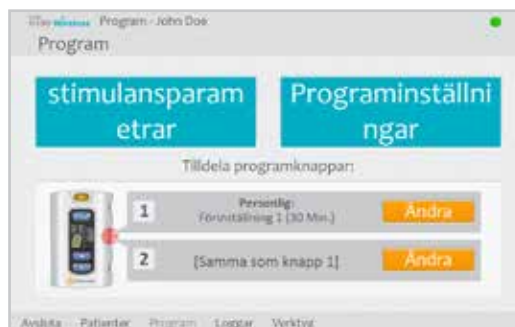 Wireless Program - John Doe
Program
stimulansparam
etrar
Programinställni
ngar
Tilldela programknappar:
1
Personlig:
Förinställning 1 (30 Min.)
Ändra
2
[Samma som knapp 1]
Ändra
Avsluta Patienter Program Loggar Verktyg